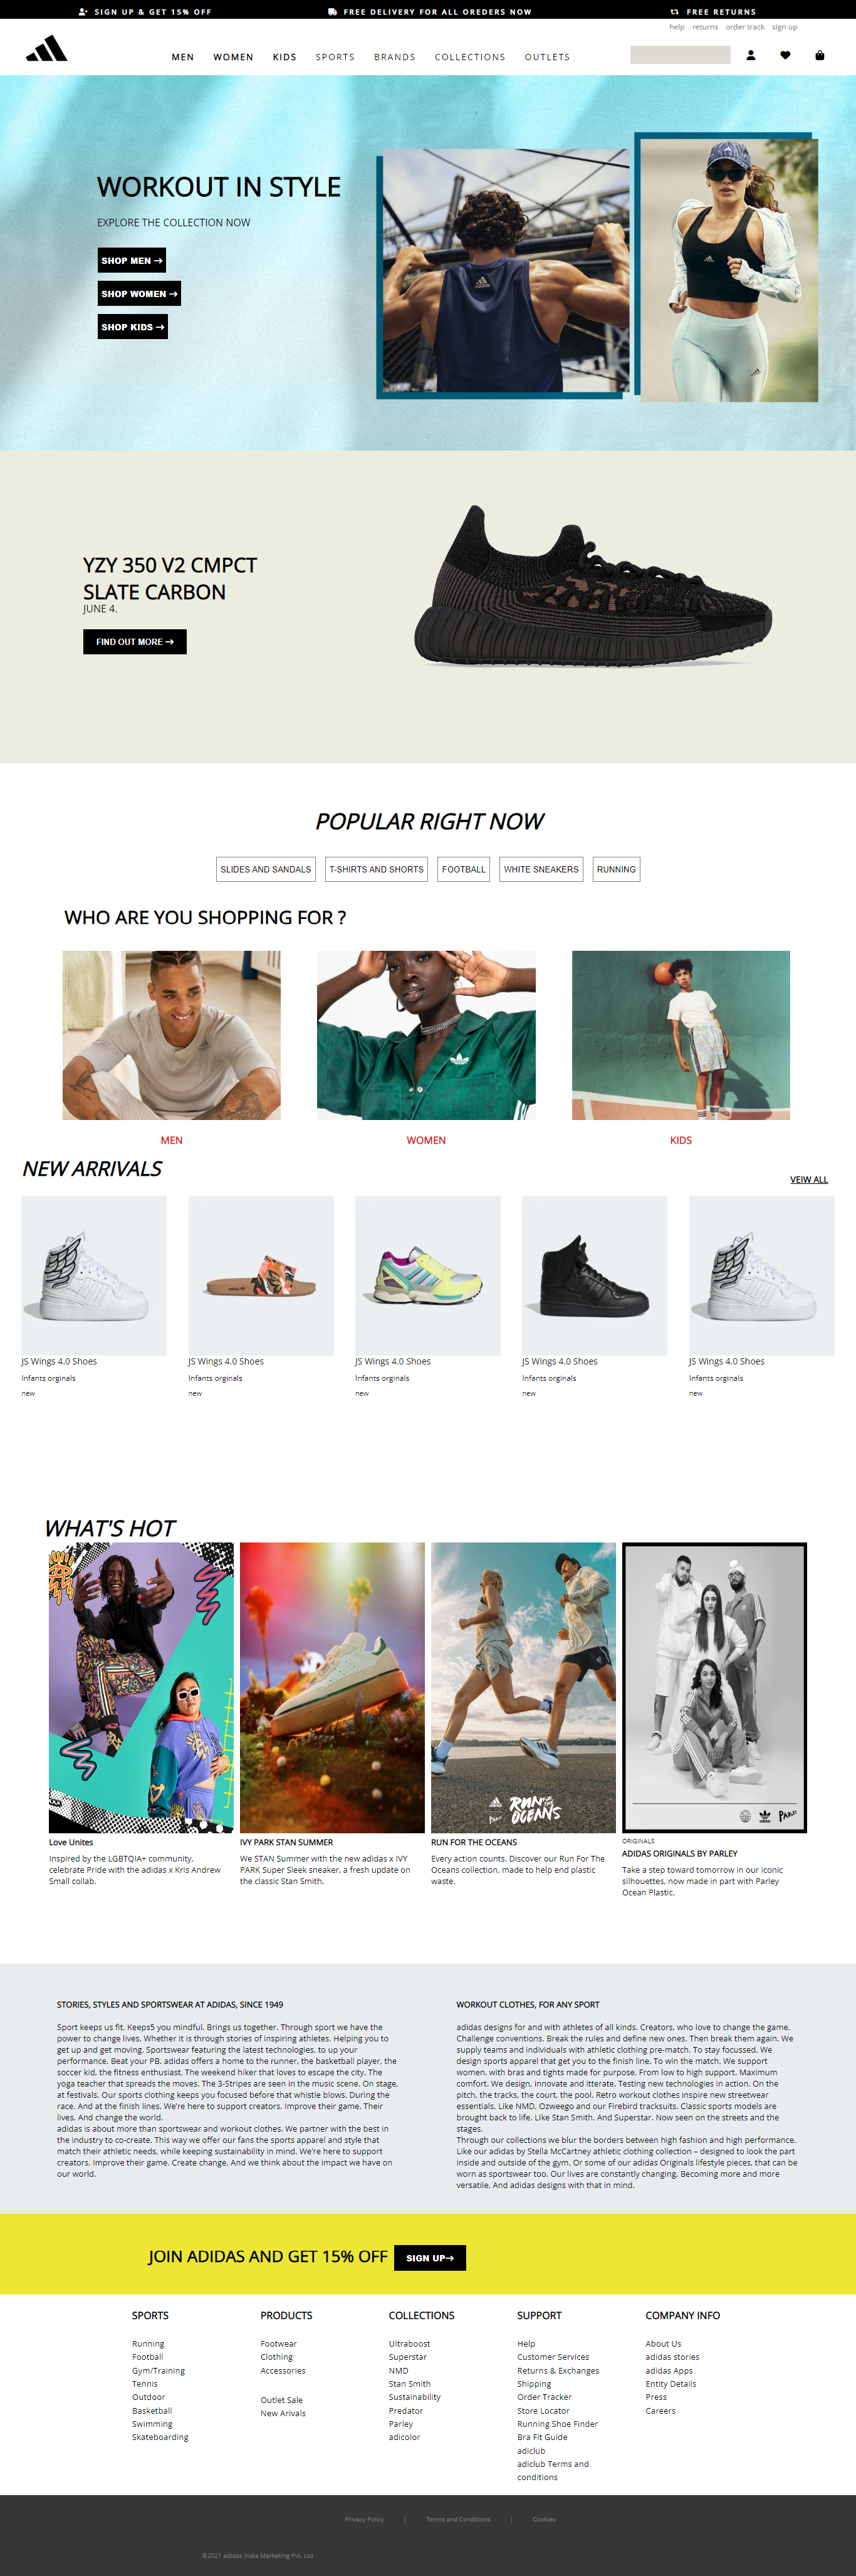 SIGN UP & GET 15% OFF
FREE DELIVERY FOR ALL OREDERS NOW
FREE RETURNS
help returns order track sign up
MEN WOMEN KIDS SPORTS BRANDS COLLECTIONS OUTLETS
WORKOUT IN STYLE
EXPLORE THE COLLECTION NOW
SHOP MEN →
SHOP WOMEN →
SHOP KIDS →
adidas
YZY 350 V2 CMPCT
SLATE CARBON
JUNE 4.
FIND OUT MORE →
POPULAR RIGHT NOW
SLIDES AND SANDALS
T-SHIRTS AND SHORTS
FOOTBALL
WHITE SNEAKERS
RUNNING
WHO ARE YOU SHOPPING FOR ?
MEN
WOMEN
KIDS
NEW ARRIVALS
VEIW ALL
JS Wings 4.0 Shoes
Infants orginals
new
JS Wings 4.0 Shoes
Infants orginals
new
JS Wings 4.0 Shoes
Infants orginals
new
JS Wings 4.0 Shoes
Infants orginals
new
JS Wings 4.0 Shoes
Infants orginals
new
WHAT'S HOT
Love Unites
Inspired by the LGBTQIA+ community,
celebrate Pride with the adidas x Kris Andrew
Small collab.
IVY PARK STAN SUMMER
We STAN Summer with the new adidas x IVY
PARK Super Sleek sneaker, a fresh update on
the classic Stan Smith.
RUN FOR THE OCEANS
RUN FOR THE OCEANS
Every action counts. Discover our Run For The
Oceans collection, made to help end plastic
waste.
adidas
ORIGINALS
ADIDAS ORIGINALS BY PARLEY
Take a step toward tomorrow in our iconic
silhouettes, now made in part with Parley
Ocean Plastic.
STORIES, STYLES AND SPORTSWEAR AT ADIDAS, SINCE 1949
Sport keeps us fit. Keeps5 you mindful. Brings us together. Through sport we have the
power to change lives. Whether it is through stories of inspiring athletes. Helping you to
get up and get moving. Sportswear featuring the latest technologies, to up your
performance. Beat your PB. adidas offers a home to the runner, the basketball player, the
soccer kid, the fitness enthusiast. The weekend hiker that loves to escape the city. The
yoga teacher that spreads the moves. The 3-Stripes are seen in the music scene. On stage,
at festivals. Our sports clothing keeps you focused before that whistle blows. During the
race. And at the finish lines. We're here to support creators. Improve their game. Their
lives. And change the world.
adidas is about more than sportswear and workout clothes. We partner with the best in
the industry to co-create. This way we offer our fans the sports apparel and style that
match their athletic needs, while keeping sustainability in mind. We're here to support
creators. Improve their game. Create change. And we think about the impact we have on
our world.
WORKOUT CLOTHES, FOR ANY SPORT
adidas designs for and with athletes of all kinds. Creators, who love to change the game.
Challenge conventions. Break the rules and define new ones. Then break them again. We
supply teams and individuals with athletic clothing pre-match. To stay focussed. We
design sports apparel that get you to the finish line. To win the match. We support
women, with bras and tights made for purpose. From low to high support. Maximum
comfort. We design, innovate and itterate. Testing new technologies in action. On the
pitch, the tracks, the court, the pool. Retro workout clothes inspire new streetwear
essentials. Like NMD, Ozweego and our Firebird tracksuits. Classic sports models are
brought back to life. Like Stan Smith. And Superstar. Now seen on the streets and the
stages.
Through our collections we blur the borders between high fashion and high performance.
Like our adidas by Stella McCartney athletic clothing collection – designed to look the part
inside and outside of the gym. Or some of our adidas Originals lifestyle pieces, that can be
worn as sportswear too. Our lives are constantly changing. Becoming more and more
versatile. And adidas designs with that in mind.
JOIN ADIDAS AND GET 15% OFF
SIGN UP→
SPORTS
Running
Football
Gym/Training
Tennis
Outdoor
Basketball
Swimming
Skateboarding
PRODUCTS
Footwear
Clothing
Accessories
Outlet Sale
New Arivals
COLLECTIONS
Ultraboost
Superstar
NMD
Stan Smith
Sustainability
Predator
Parley
adicolor
SUPPORT
Help
Customer Services
Returns & Exchanges
Shipping
Order Tracker
Store Locator
Running Shoe Finder
Bra Fit Guide
adiclub
adiclub Terms and
conditions
COMPANY INFO
About Us
adidas stories
adidas Apps
Entity Details
Press
Careers
Privacy Policy | Terms and Conditions | Cookies
©2021 adidas India Marketing Pvt. Ltd